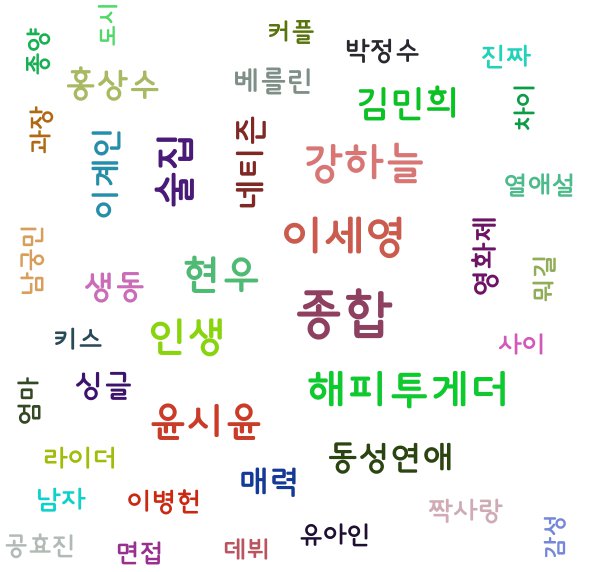 도시
커플
종양
박정수
진짜
홍상수
베를린
김민희
차이
과장
이계인
술집
네티즌
강하늘
열애설
이세영
남궁민
영화제
현우
뭐길
생동
종합
키스
인생
사이
싱글
해피투게더
엄마
윤시윤
라이더
동성연애
매력
남자
이병헌
짝사랑
공효진
면접
데뷔
유아인
감성